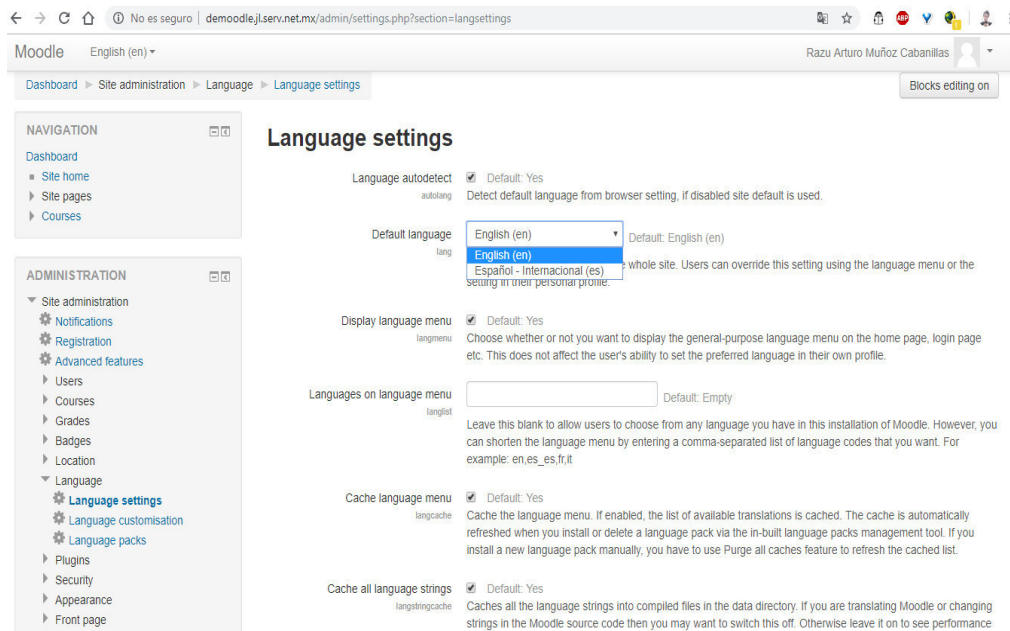 No es seguro | demoodle.jl.serv.net.mx/admin/settings.php?section=langsettings
ABP
Moodle English (en)
Razu Arturo Muñoz Cabanillas
Dashboard Site administration Language Language settings
Blocks editing on
NAVIGATION
Dashboard
Site home
Site pages
Courses
ADMINISTRATION
Site administration
Notifications
Registration
Advanced features
Users
Courses
Grades
Badges
Location
Language
Language settings
Language customisation
Language packs
Plugins
Security
Appearance
Front page
Language settings
Language autodetect Default: Yes
autolang Detect default language from browser setting, if disabled site default is used.
Default language English (en) Default: English (en)
lang English (en)
Español - Internacional (es) whole site. Users can override this setting using the language menu or the
setting in their personal profile.
Display language menu Default: Yes
langmenu Choose whether or not you want to display the general-purpose language menu on the home page, login page
etc. This does not affect the user's ability to set the preferred language in their own profile.
Languages on language menu Default: Empty
langlist
Leave this blank to allow users to choose from any language you have in this installation of Moodle. However, you
can shorten the language menu by entering a comma-separated list of language codes that you want. For
example: en,es_es,fr,it
Cache language menu Default: Yes
langcache Cache the language menu. If enabled, the list of available translations is cached. The cache is automatically
refreshed when you install or delete a language pack via the in-built language packs management tool. If you
install a new language pack manually, you have to use Purge all caches feature to refresh the cached list.
Cache all language strings Default: Yes
langstringcache Caches all the language strings into compiled files in the data directory. If you are translating Moodle or changing
strings in the Moodle source code then you may want to switch this off. Otherwise leave it on to see performance